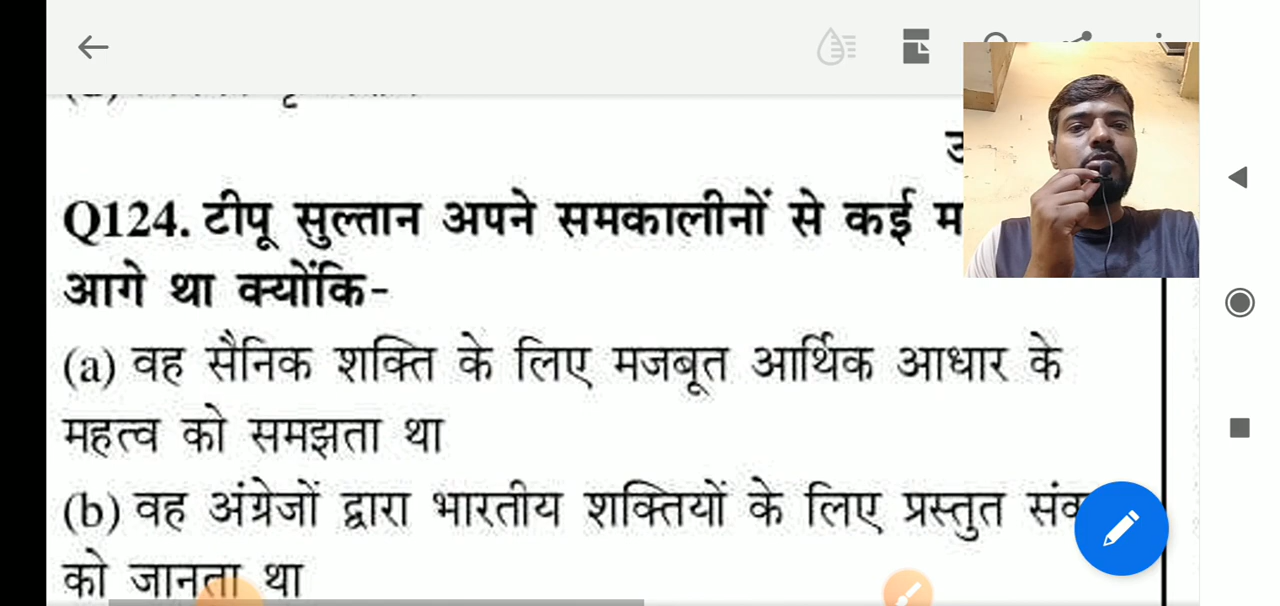 Q124. टीपू सुल्तान अपने समकालीनों से कई
आगे था क्योंकि-
(a) वह सैनिक शक्ति के लिए मजबूत आर्थिक आधार के
महत्व को समझता था
(b) वह अंग्रेजों द्वारा भारतीय शक्तियों के लिए प्रस्तुत
को जानता था